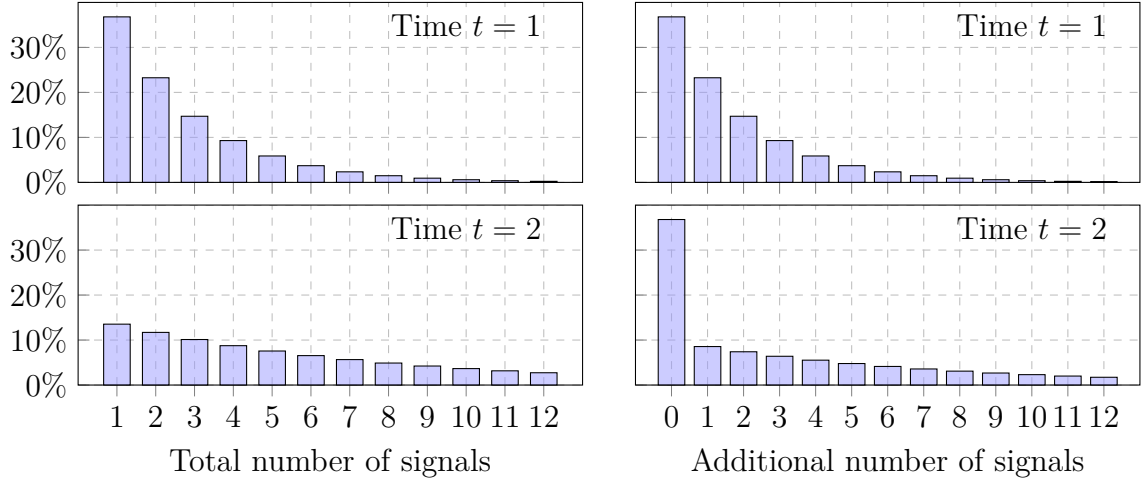 Time t = 1
30%
20%
10%
0%
Time t = 1
Time t = 2
30%
20%
10%
0%
1 2 3 4 5 6 7 8 9 10 11 12
Total number of signals
Time t = 2
0 1 2 3 4 5 6 7 8 9 10 11 12
Additional number of signals